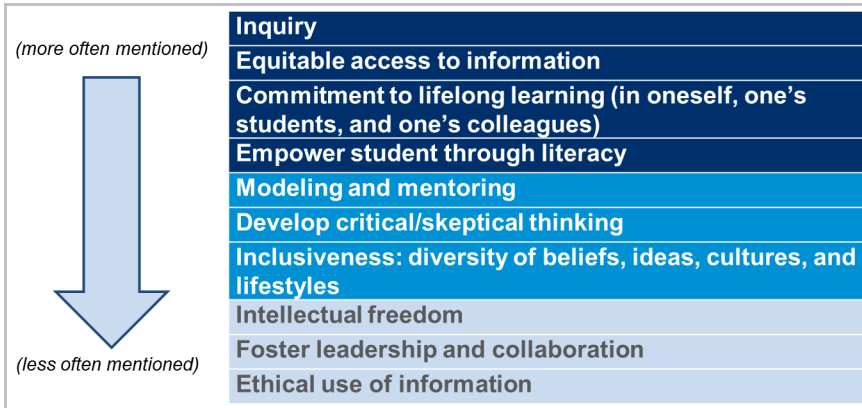 (more often mentioned)
Inquiry
Equitable access to information
Commitment to lifelong learning (in oneself, one's
students, and one's colleagues)
Empower student through literacy
Modeling and mentoring
Develop critical/skeptical thinking
Inclusiveness: diversity of beliefs, ideas, cultures, and
lifestyles
Intellectual freedom
Foster leadership and collaboration
(less often mentioned)
Ethical use of information